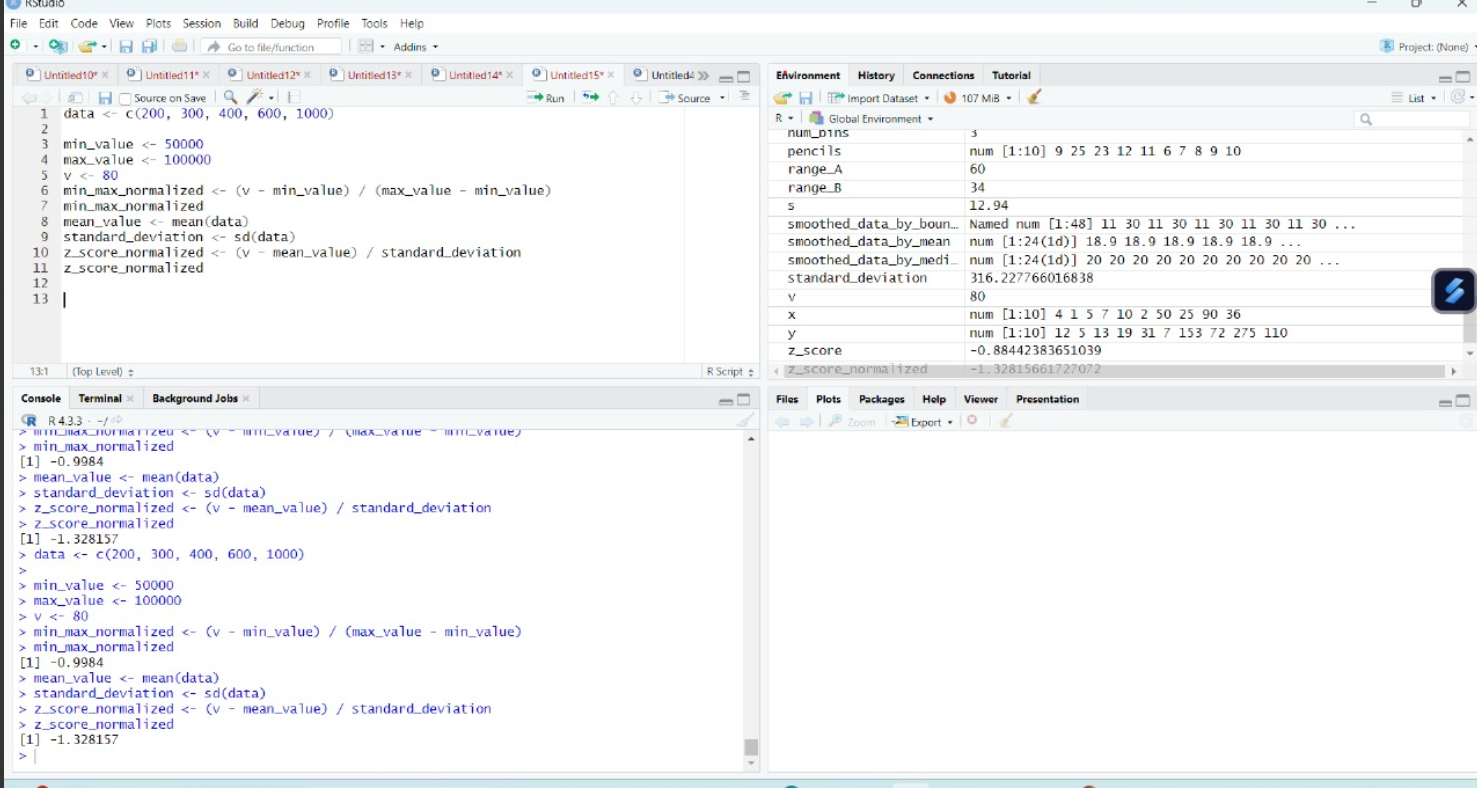 RStudio
File Edit Code View Plots Session Build Debug Profile Tools Help
Go to file/function Addins Project: (None)
Untitled10* Untitled11* Untitled12* Untitled13* Untitled14* Untitled15* Untitled4
Source on Save Run Source
1 data <- c(200, 300, 400, 600, 1000)
2
3 min_value <- 50000
4 max_value <- 100000
5 v <- 80
6 min_max_normalized <- (v - min_value) / (max_value - min_value)
7 min_max_normalized
8 mean_value <- mean(data)
9 standard_deviation <- sd(data)
10 z_score_normalized <- (v - mean_value) / standard_deviation
11 z_score_normalized
12
13
13:1 (Top Level) R Script
Console Terminal Background Jobs
R 4.3.3 · ~/
> min_max_normalized <- (v - min_value) / (max_value - min_value)
> min_max_normalized
[1] -0.9984
> mean_value <- mean(data)
> standard_deviation <- sd(data)
> z_score_normalized <- (v - mean_value) / standard_deviation
> z_score_normalized
[1] -1.328157
> data <- c(200, 300, 400, 600, 1000)
>
> min_value <- 50000
> max_value <- 100000
> v <- 80
> min_max_normalized <- (v - min_value) / (max_value - min_value)
> min_max_normalized
[1] -0.9984
> mean_value <- mean(data)
> standard_deviation <- sd(data)
> z_score_normalized <- (v - mean_value) / standard_deviation
> z_score_normalized
[1] -1.328157
>
Environment History Connections Tutorial
Import Dataset 107 MiB List
R Global Environment
num_bins 3
pencils num [1:10] 9 25 23 12 11 6 7 8 9 10
range_A 60
range_B 34
s 12.94
smoothed_data_by_boun… Named num [1:48] 11 30 11 30 11 30 11 30 11 30 ...
smoothed_data_by_mean num [1:24(1d)] 18.9 18.9 18.9 18.9 18.9 ...
smoothed_data_by_medi… num [1:24(1d)] 20 20 20 20 20 20 20 20 20 20 ...
standard_deviation 316.227766016838
v 80
x num [1:10] 4 1 5 7 10 2 50 25 90 36
y num [1:10] 12 5 13 19 31 7 153 72 275 110
z_score -0.88442383651039
z_score_normalized -1.32815661727072
Files Plots Packages Help Viewer Presentation
Zoom Export